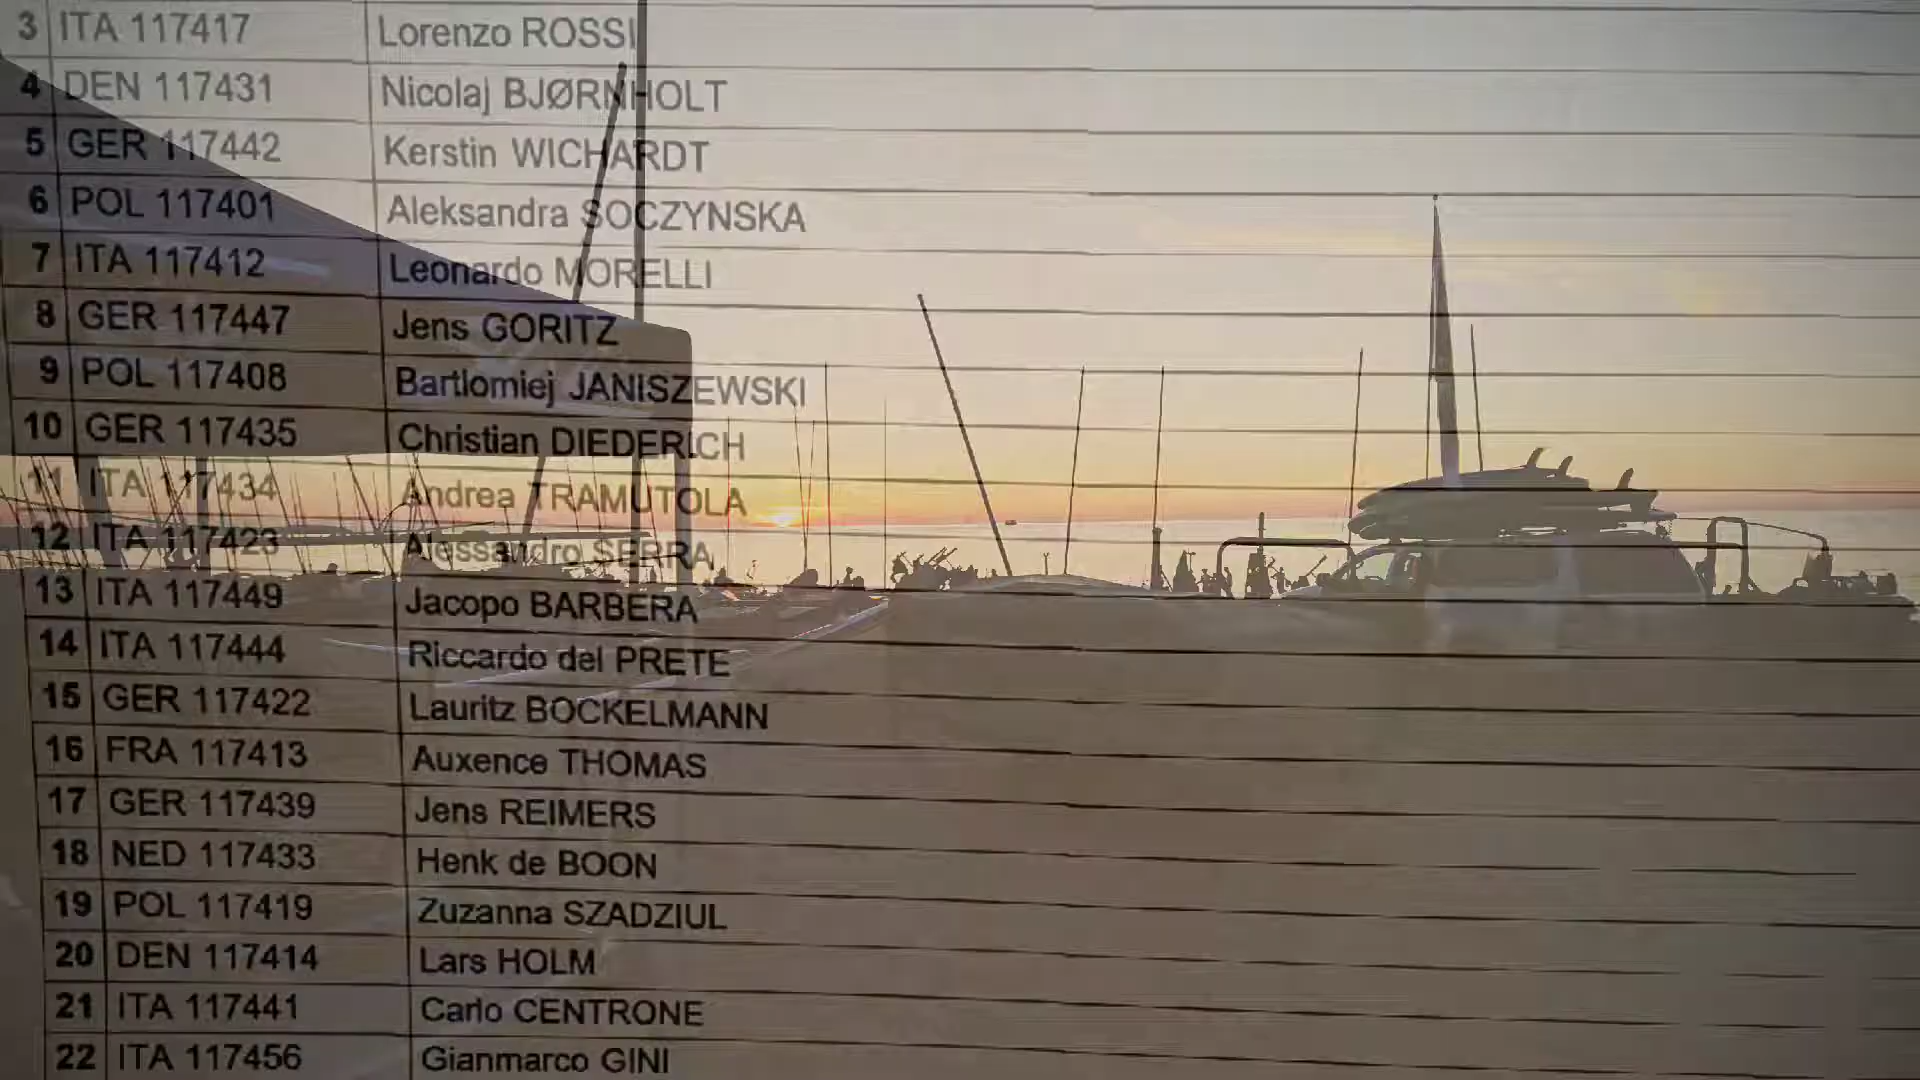 3 ITA 117417 Lorenzo ROSSI
4 DEN 117431 Nicolaj BJØRNHOLT
5 GER 117442 Kerstin WICHARDT
6 POL 117401 Aleksandra SOCZYNSKA
7 ITA 117412 Leonardo MORELLI
8 GER 117447 Jens GORITZ
9 POL 117408 Bartlomiej JANISZEWSKI
10 GER 117435 Christian DIEDERICH
11 ITA 117434 Andrea TRAMUTOLA
12 ITA 117423 Alessandro SERRA
13 ITA 117449 Jacopo BARBERA
14 ITA 117444 Riccardo del PRETE
15 GER 117422 Lauritz BOCKELMANN
16 FRA 117413 Auxence THOMAS
17 GER 117439 Jens REIMERS
18 NED 117433 Henk de BOON
19 POL 117419 Zuzanna SZADZIUL
20 DEN 117414 Lars HOLM
21 ITA 117441 Carlo CENTRONE
22 ITA 117456 Gianmarco GINI